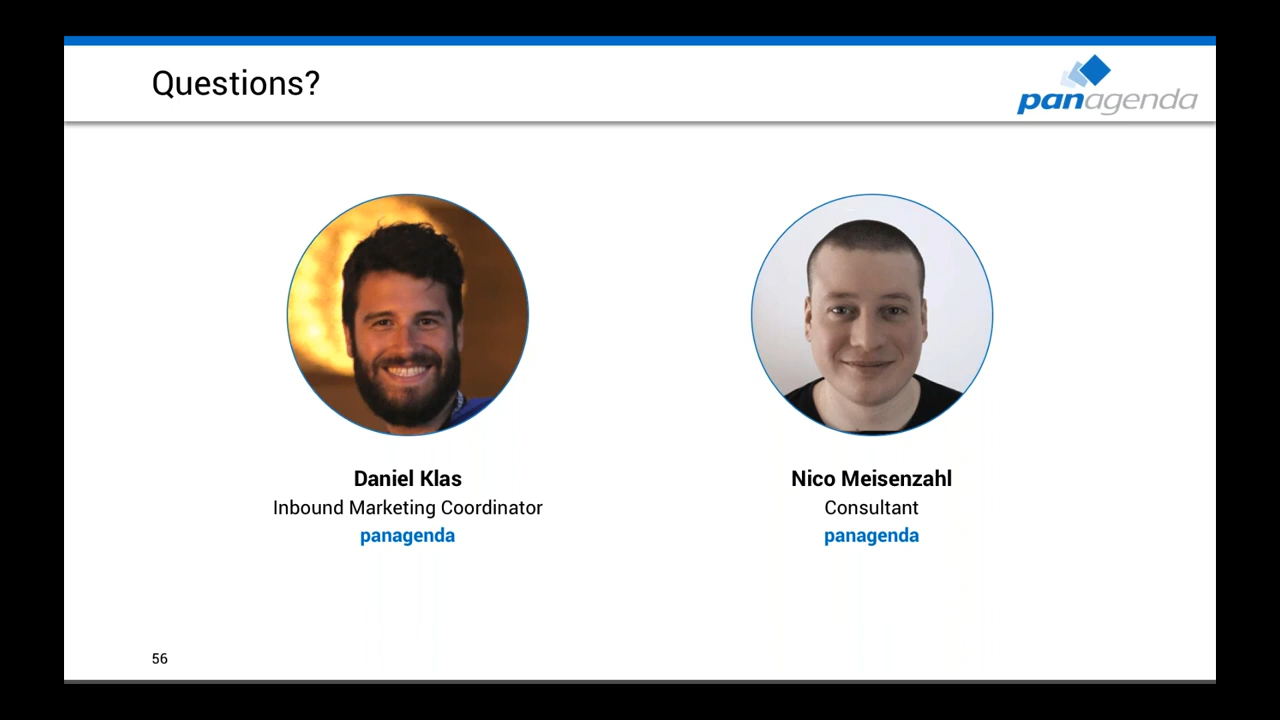 Questions?
panagenda
Daniel Klas
Inbound Marketing Coordinator
panagenda
Nico Meisenzahl
Consultant
panagenda
56